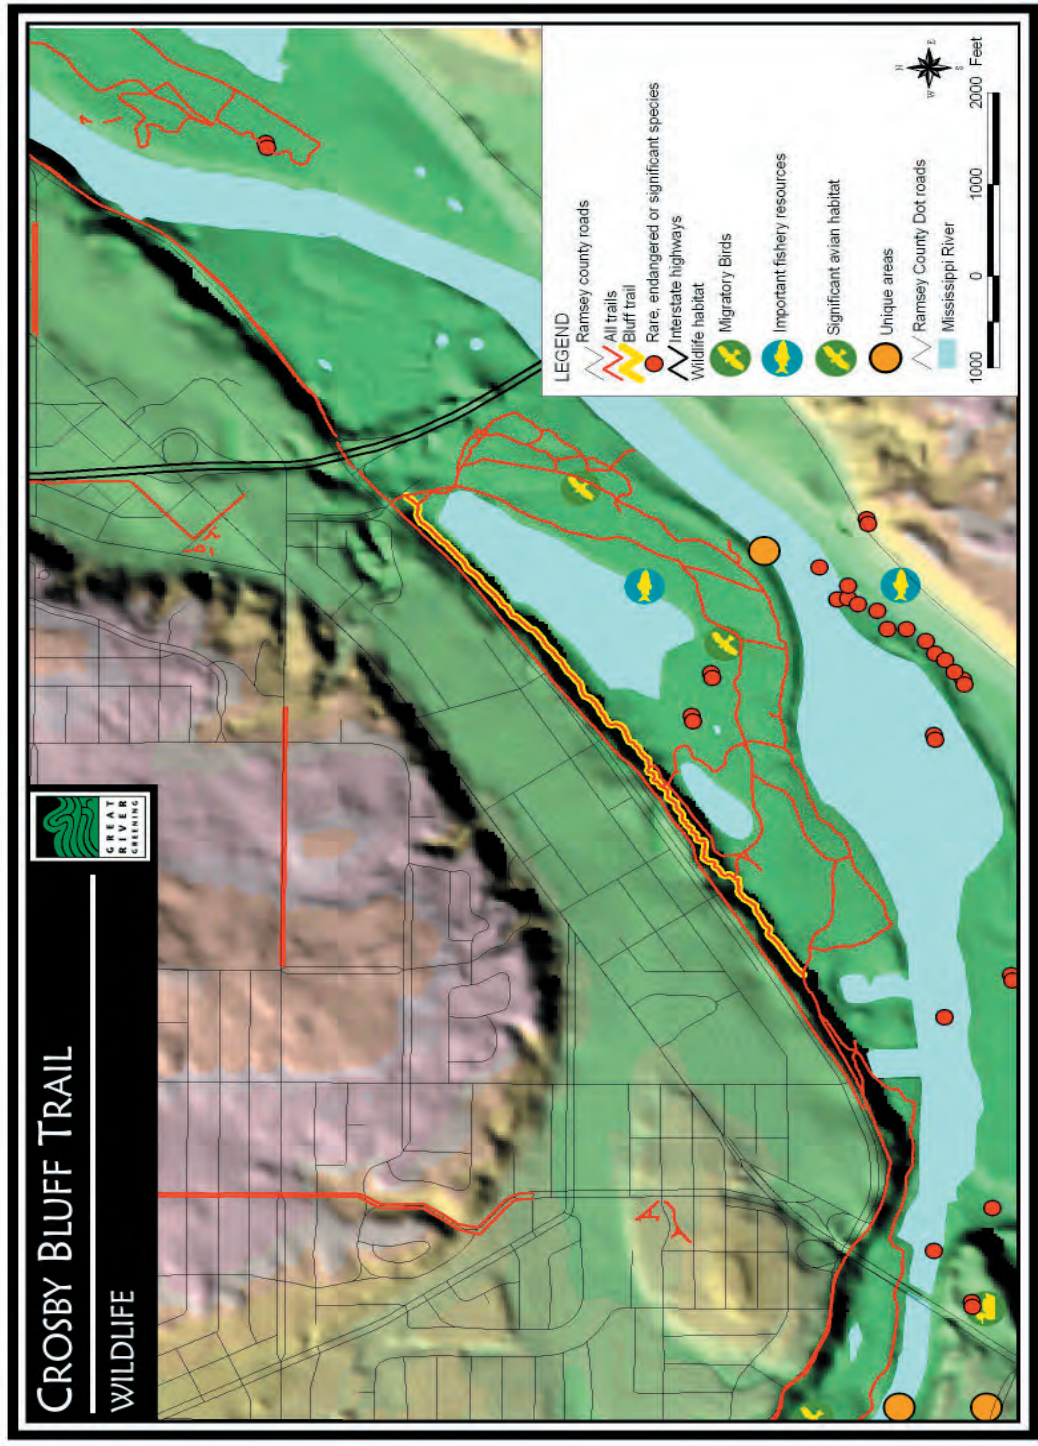 CROSBY BLUFF TRAIL
WILDLIFE
GREAT
RIVER
GREENING
LEGEND
Ramsey county roads
All trails
Bluff trail
Rare, endangered or significant species
Interstate highways
Wildlife habitat
Migratory Birds
Important fishery resources
Significant avian habitat
Unique areas
Ramsey County Dot roads
Mississippi River
N
E
S
W
1000 0 1000 2000 Feet